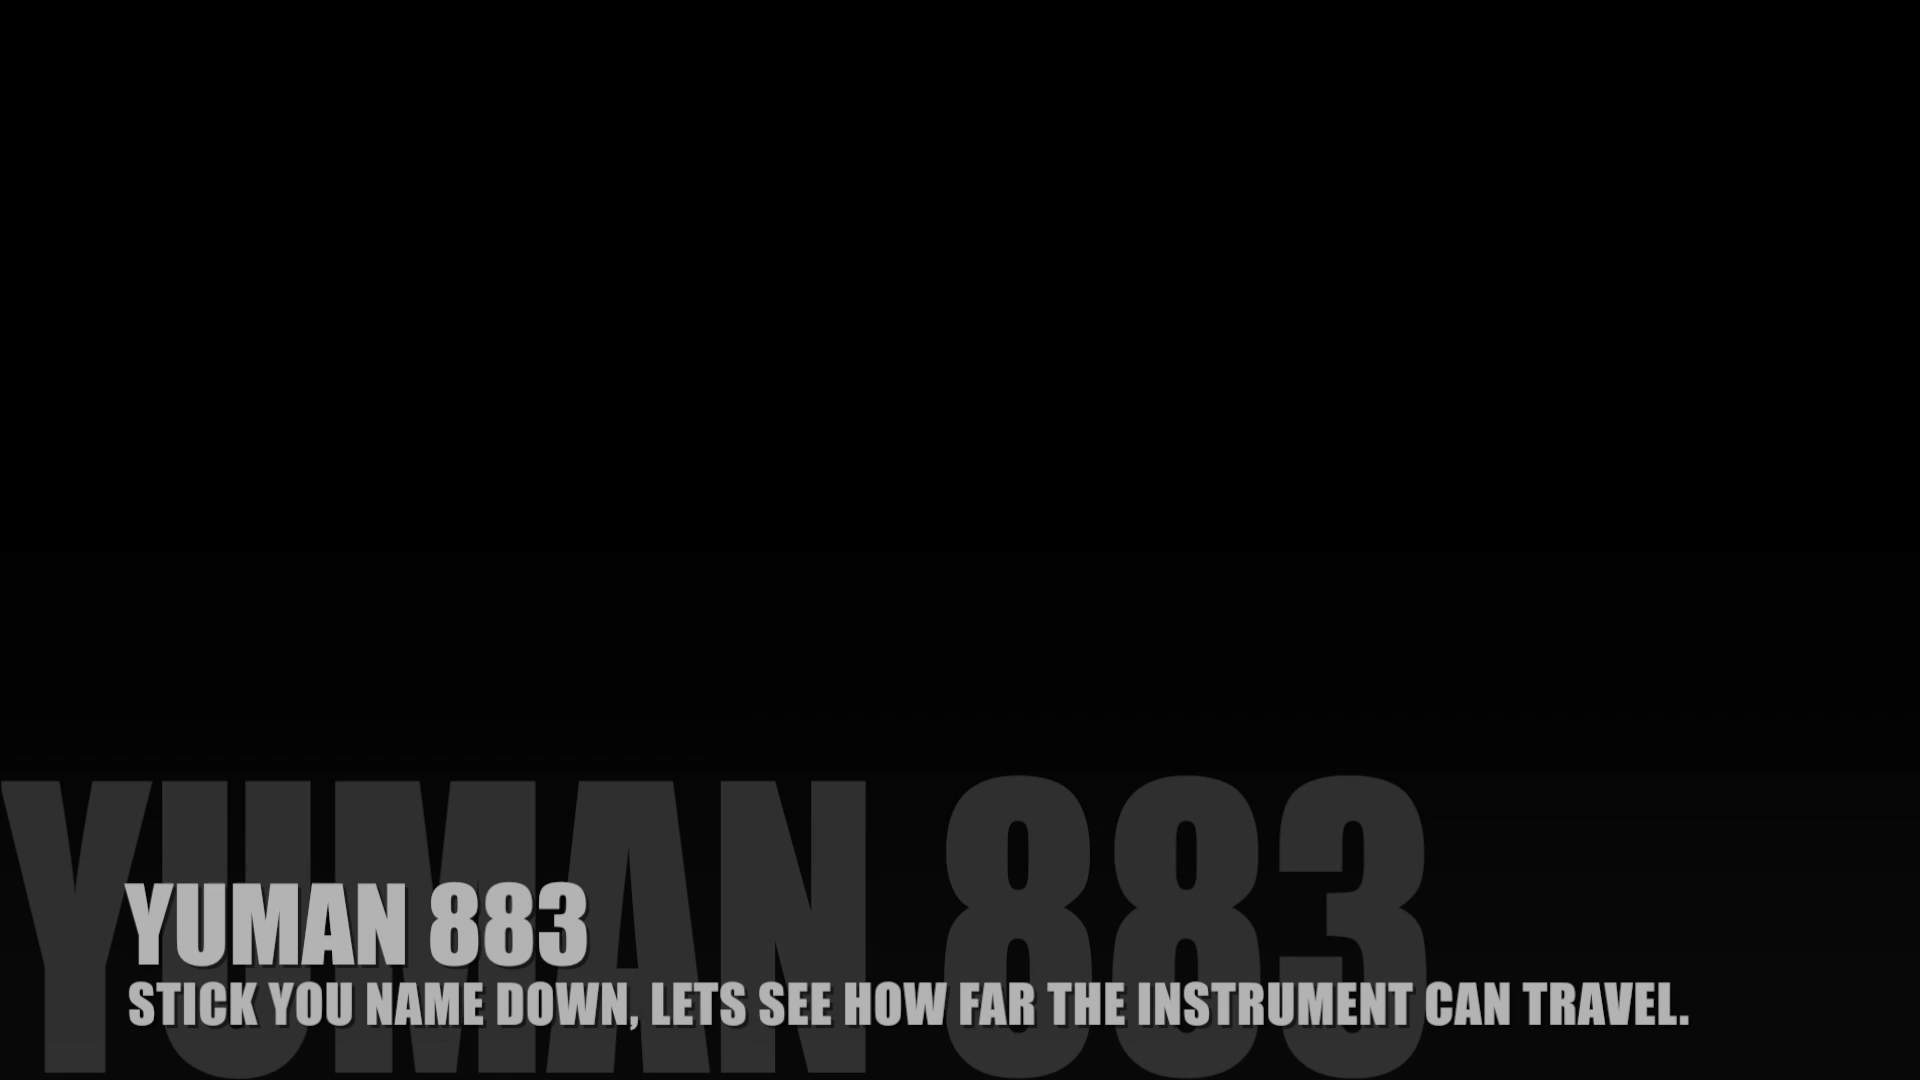 YUMAN 883
YUMAN 883
STICK YOU NAME DOWN, LETS SEE HOW FAR THE INSTRUMENT CAN TRAVEL.